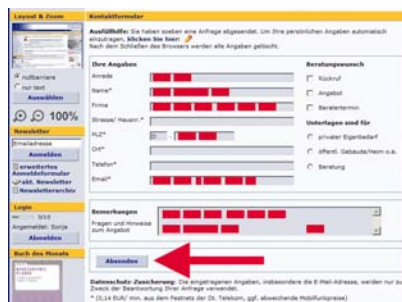 Layout & Zoom
nullbarriere
nur text
Auswählen
100%
Newsletter
Emailadresse
Anmelden
erweitertes
Anmeldeformular
akt. Newsletter
Newsletterarchiv
Login
Angemeldet: Sonja
Abmelden
Buch des Monats
Kontaktformular
Ausfüllhilfe: Sie haben soeben eine Anfrage abgesendet. Um Ihre persönlichen Angaben automatisch
einzutragen, klicken Sie hier:
Nach dem Schließen des Browsers werden alle Angaben gelöscht.
Ihre Angaben
Anrede
Name*
Firma
Strasse/ Hausnr.*
PLZ*
Ort*
Telefon*
Email*
Beratungswunsch
Rückruf
Angebot
Beratertermin
Unterlagen sind für
privater Eigenbedarf
öffentl. Gebäude/Heim o.ä.
Beratung
Bemerkungen
Fragen und Hinweise
zum Angebot
Absenden
Datenschutz-Zusicherung: Die eingetragenen Angaben, insbesondere die E-Mail-Adresse, werden nur zu
Zweck der Beantwortung Ihrer Anfrage verwendet.
* (0,14 EUR/ min. aus dem Festnetz der Dt. Telekom, ggf. abweichende Mobilfunkpreise)